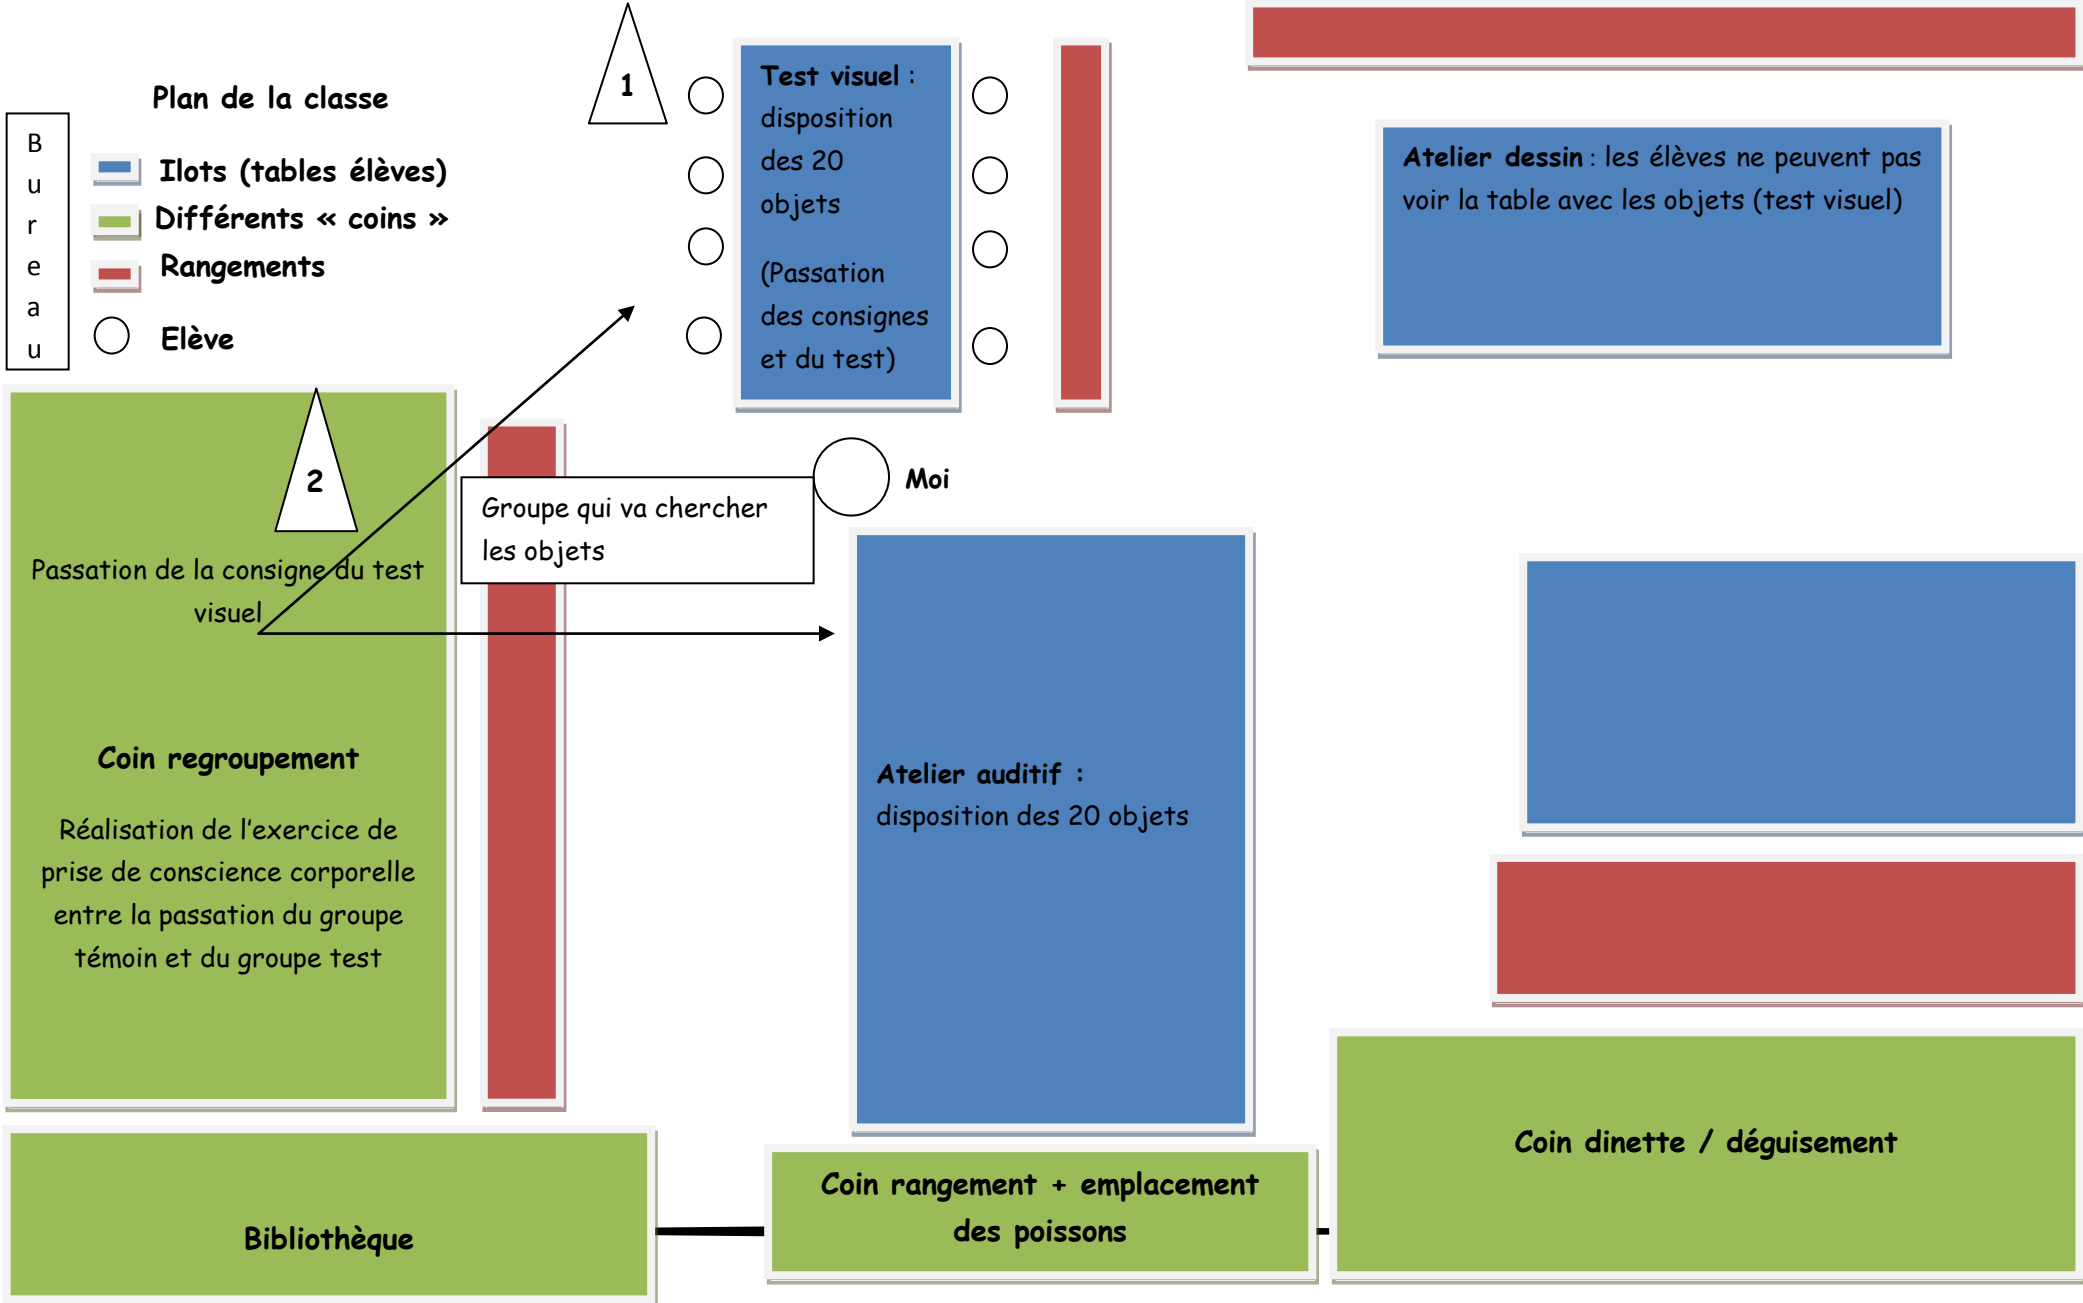 Plan de la classe
B
u
r
e
a
u
Ilots (tables élèves)
Différents « coins »
Rangements
Elève
1
Test visuel :
disposition
des 20
objets
(Passation
des consignes
et du test)
Atelier dessin : les élèves ne peuvent pas
voir la table avec les objets (test visuel)
2
Passation de la consigne du test
visuel
Coin regroupement
Réalisation de l'exercice de
prise de conscience corporelle
entre la passation du groupe
témoin et du groupe test
Groupe qui va chercher
les objets
Moi
Atelier auditif :
disposition des 20 objets
Bibliothèque
Coin rangement + emplacement
des poissons
Coin dinette / déguisement